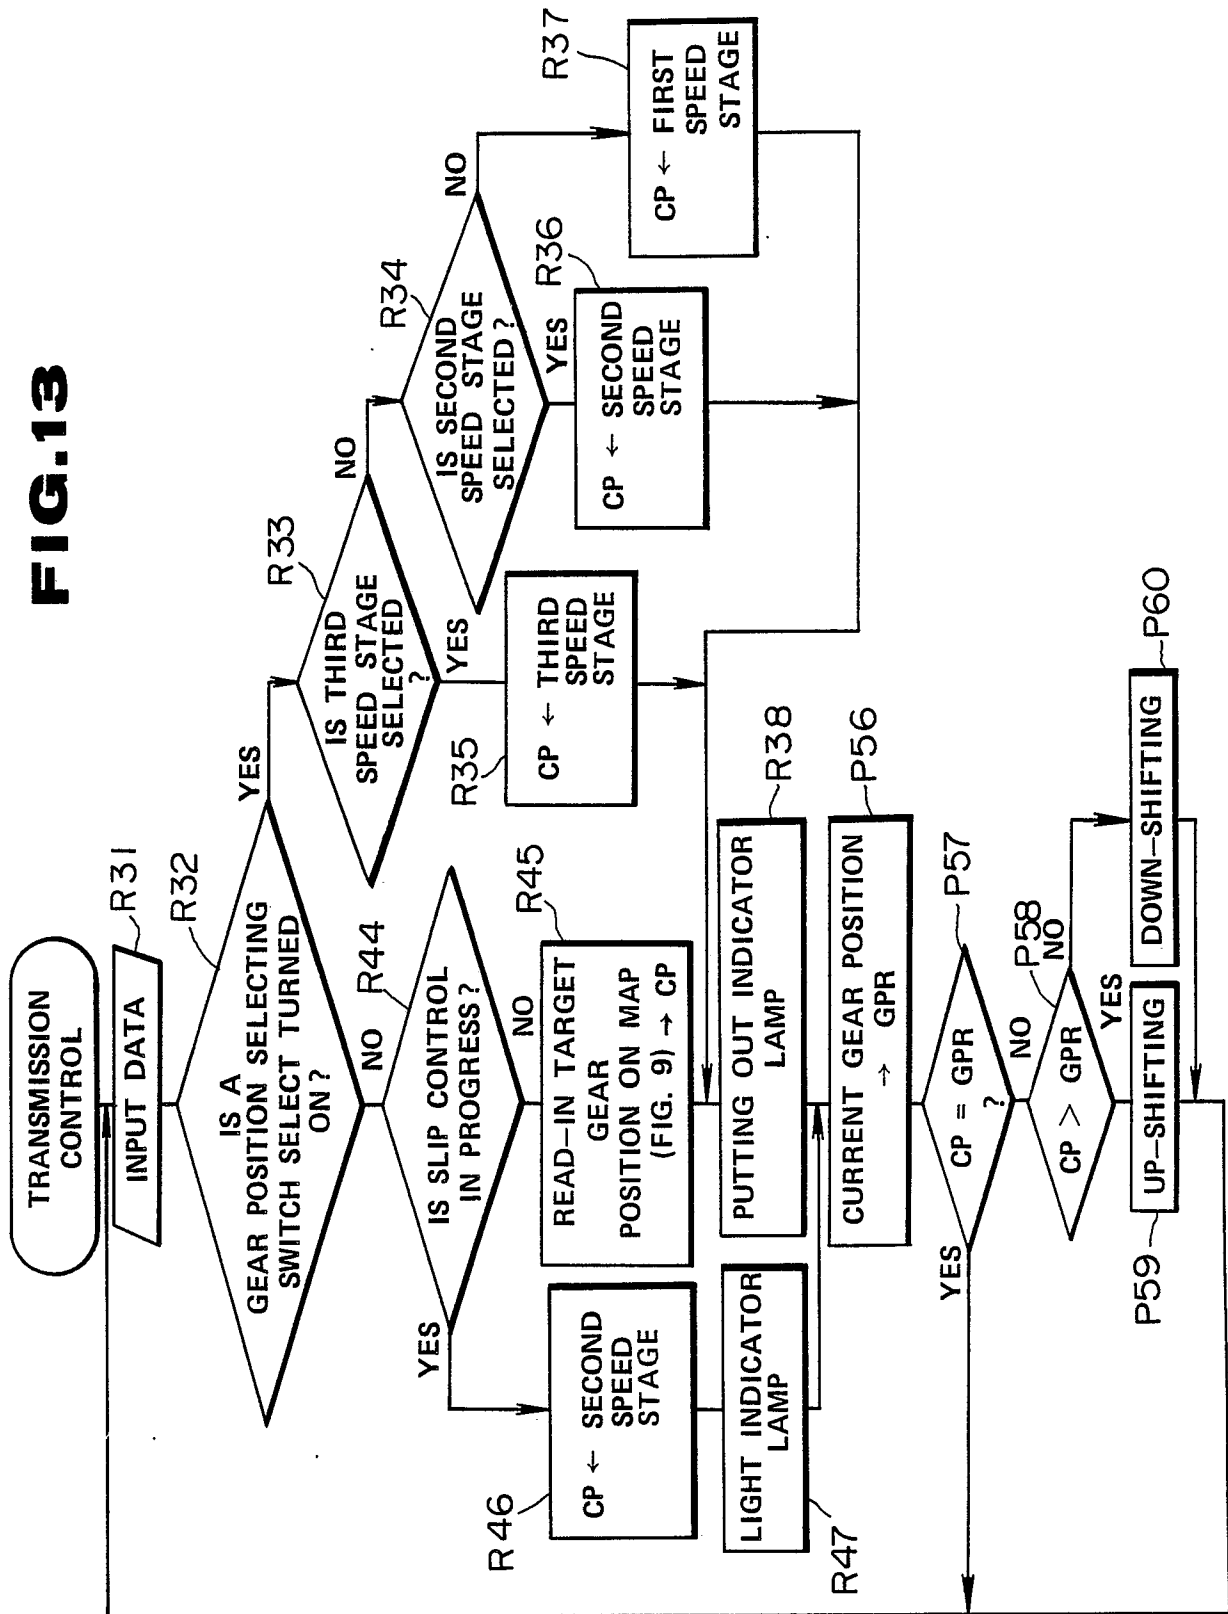 FIG.13
TRANSMISSION
CONTROL
INPUT DATA
R31
IS A
GEAR POSITION SELECTING
SWITCH SELECT TURNED
ON?
R32
YES
NO
IS THIRD
SPEED STAGE
SELECTED
?
R33
NO
YES
IS SECOND
SPEED STAGE
SELECTED?
R34
NO
YES
IS SLIP CONTROL
IN PROGRESS?
R44
YES
NO
CP ← THIRD
SPEED
STAGE
R35
CP ← SECOND
SPEED
STAGE
R36
CP ← FIRST
SPEED
STAGE
R37
READ-IN TARGET
GEAR
POSITION ON MAP
(FIG. 9) → CP
R45
CP ← SECOND
SPEED
STAGE
R46
LIGHT INDICATOR
LAMP
R47
PUTTING OUT INDICATOR
LAMP
R38
CURRENT GEAR POSITION
→ GPR
P56
CP = GPR
?
P57
YES
NO
CP > GPR
P58
NO
YES
UP-SHIFTING
P59
DOWN-SHIFTING
P60